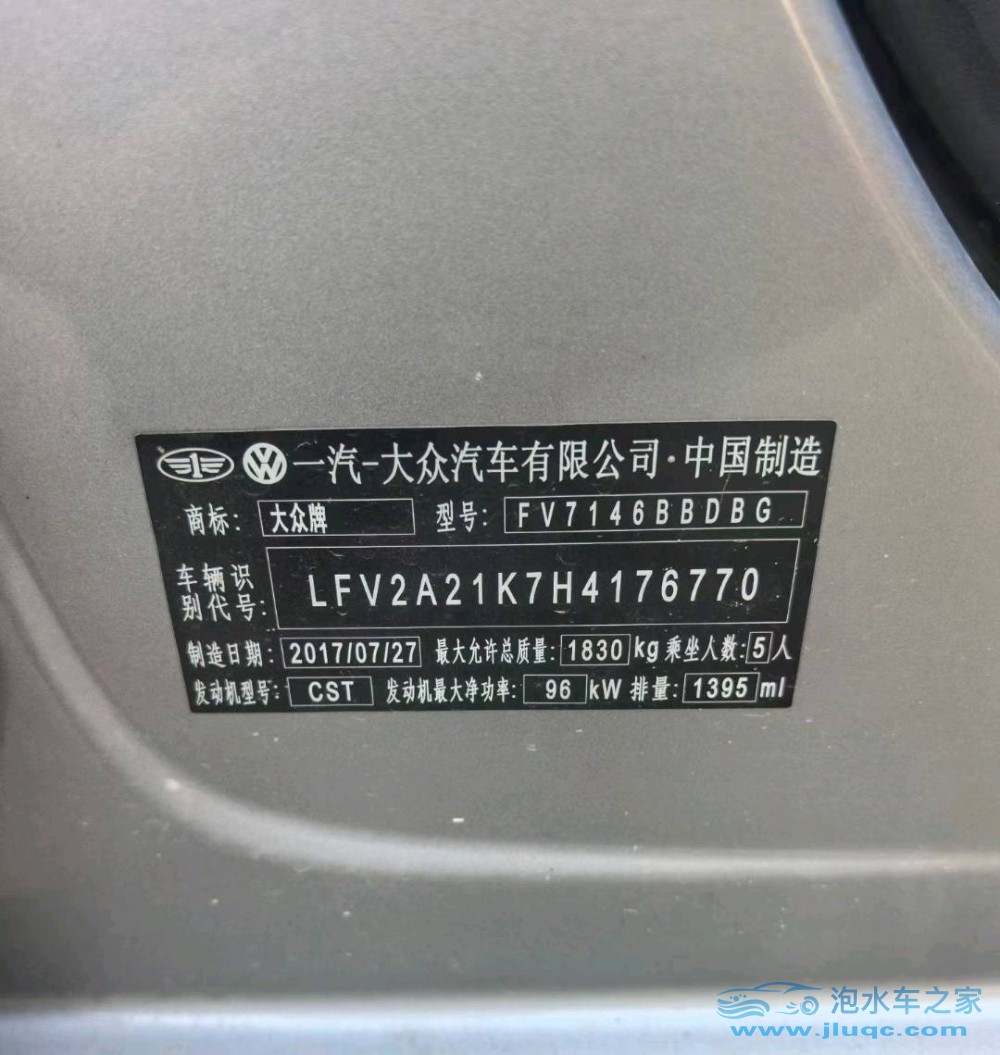 一汽-大众汽车有限公司·中国制造
商标: 大众牌 型号: FV7146BBDBG
车辆识别代号: LFV2A21K7H4176770
制造日期: 2017/07/27 最大允许总质量: 1830 kg 乘坐人数: 5 人
发动机型号: CST 发动机最大净功率: 96 kW 排量: 1395 ml
泡水车之家
www.jluqc.com